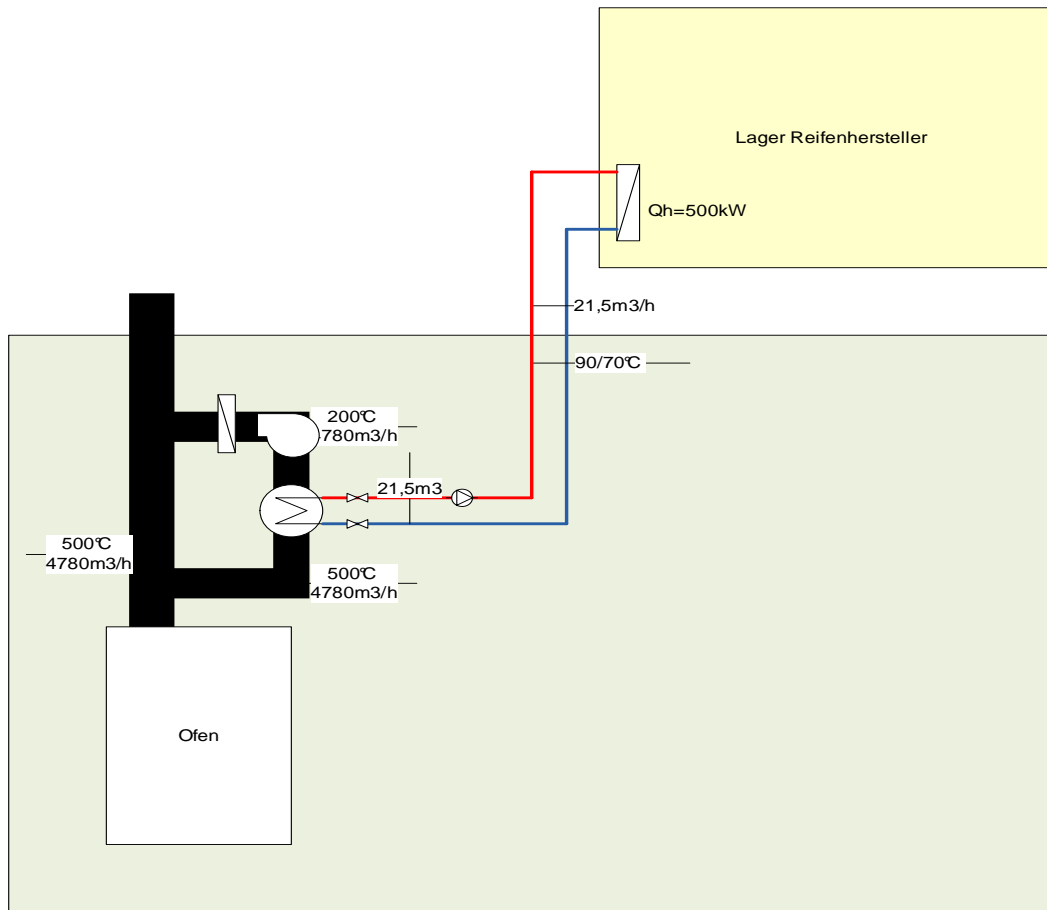 Lager Reifenhersteller
Qh=500kW
21,5m3/h
90/70°C
200°C
780m3/h
21,5m3
500°C
4780m3/h
500°C
4780m3/h
Ofen